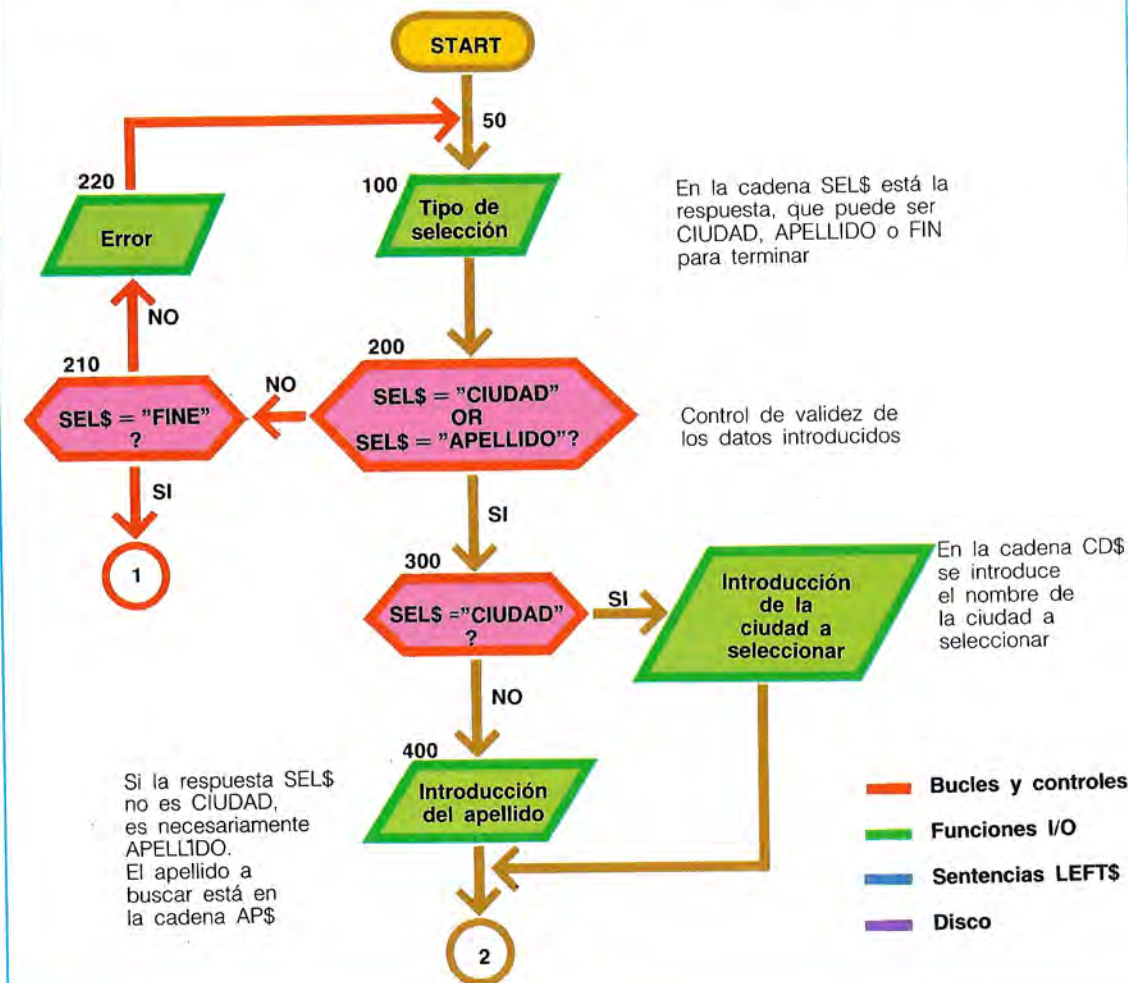 START
50
220
Error
100
Tipo de
selección
En la cadena SEL$ está la
respuesta, que puede ser
CIUDAD, APELLIDO o FIN
para terminar
NO
210
SEL$ = "FINE"
?
NO
200
SEL$ = "CIUDAD"
OR
SEL$ = "APELLIDO"?
Control de validez de
los datos introducidos
SI
1
SI
300
SEL$ ="CIUDAD"
?
SI
Introducción
de la
ciudad a
seleccionar
En la cadena CD$
se introduce
el nombre de
la ciudad a
seleccionar
NO
400
Introducción
del apellido
Si la respuesta SEL$
no es CIUDAD,
es necesariamente
APELL1DO.
El apellido a
buscar está en
la cadena AP$
2
Bucles y controles
Funciones I/O
Sentencias LEFT$
Disco